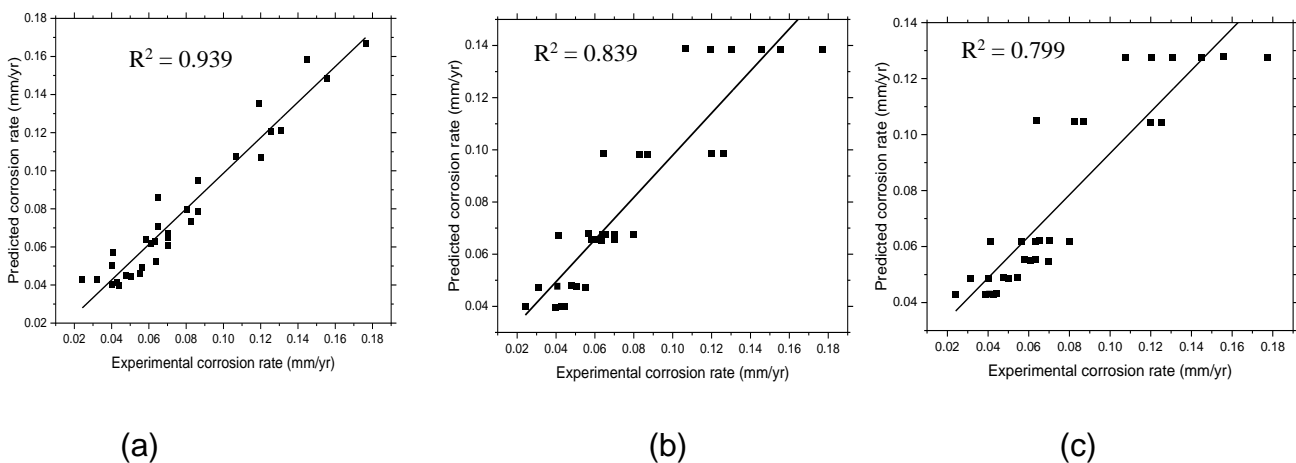 R² = 0.939
Predicted corrosion rate (mm/yr)
0.18
0.16
0.14
0.12
0.10
0.08
0.06
0.04
0.02
0.02 0.04 0.06 0.08 0.10 0.12 0.14 0.16 0.18
Experimental corrosion rate (mm/yr)
(a)
R² = 0.839
Predicted corrosion rate (mm/yr)
0.14
0.12
0.10
0.08
0.06
0.04
0.02 0.04 0.06 0.08 0.10 0.12 0.14 0.16 0.18
Experimental corrosion rate (mm/yr)
(b)
R² = 0.799
Predicted corrosion rate (mm/yr)
0.14
0.12
0.10
0.08
0.06
0.04
0.02 0.04 0.06 0.08 0.10 0.12 0.14 0.16 0.18
Experimental corrosion rate (mm/yr)
(c)